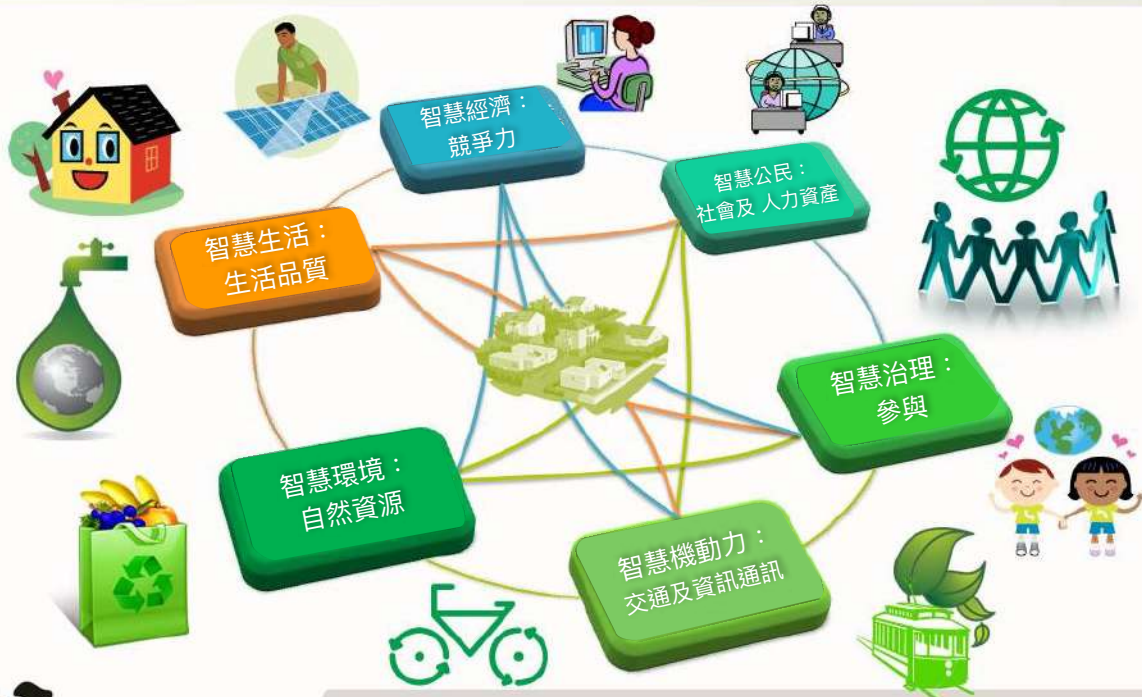 智慧經濟：
競爭力
智慧公民：
社會及 人力資產
智慧生活：
生活品質
智慧治理：
參與
智慧環境：
自然資源
智慧機動力：
交通及資訊通訊